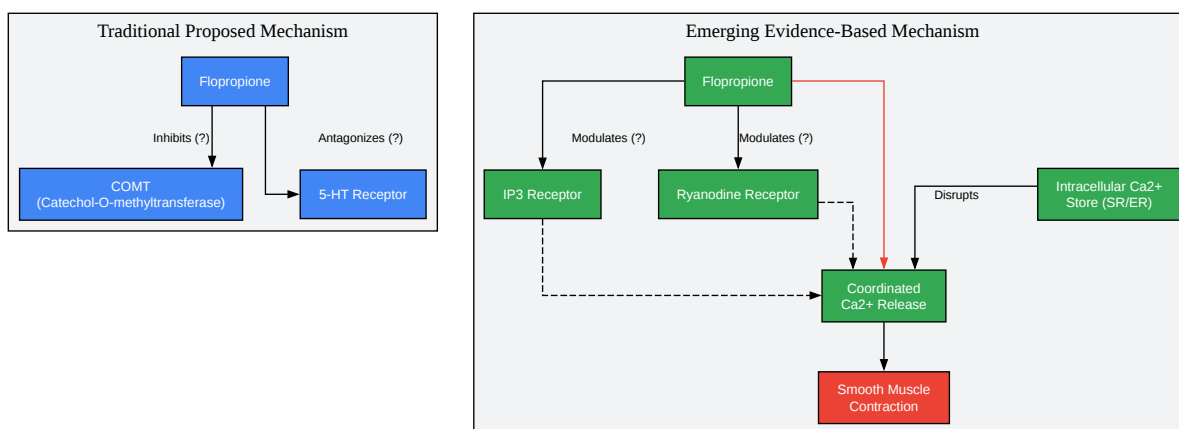 Traditional Proposed Mechanism
Flopropione
Inhibits (?)
Antagonizes (?)
COMT
(Catechol-O-methyltransferase)
5-HT Receptor
Emerging Evidence-Based Mechanism
Flopropione
Modulates (?)
Modulates (?)
IP3 Receptor
Ryanodine Receptor
Intracellular Ca2+
Store (SR/ER)
Disrupts
Coordinated
Ca2+ Release
Smooth Muscle
Contraction